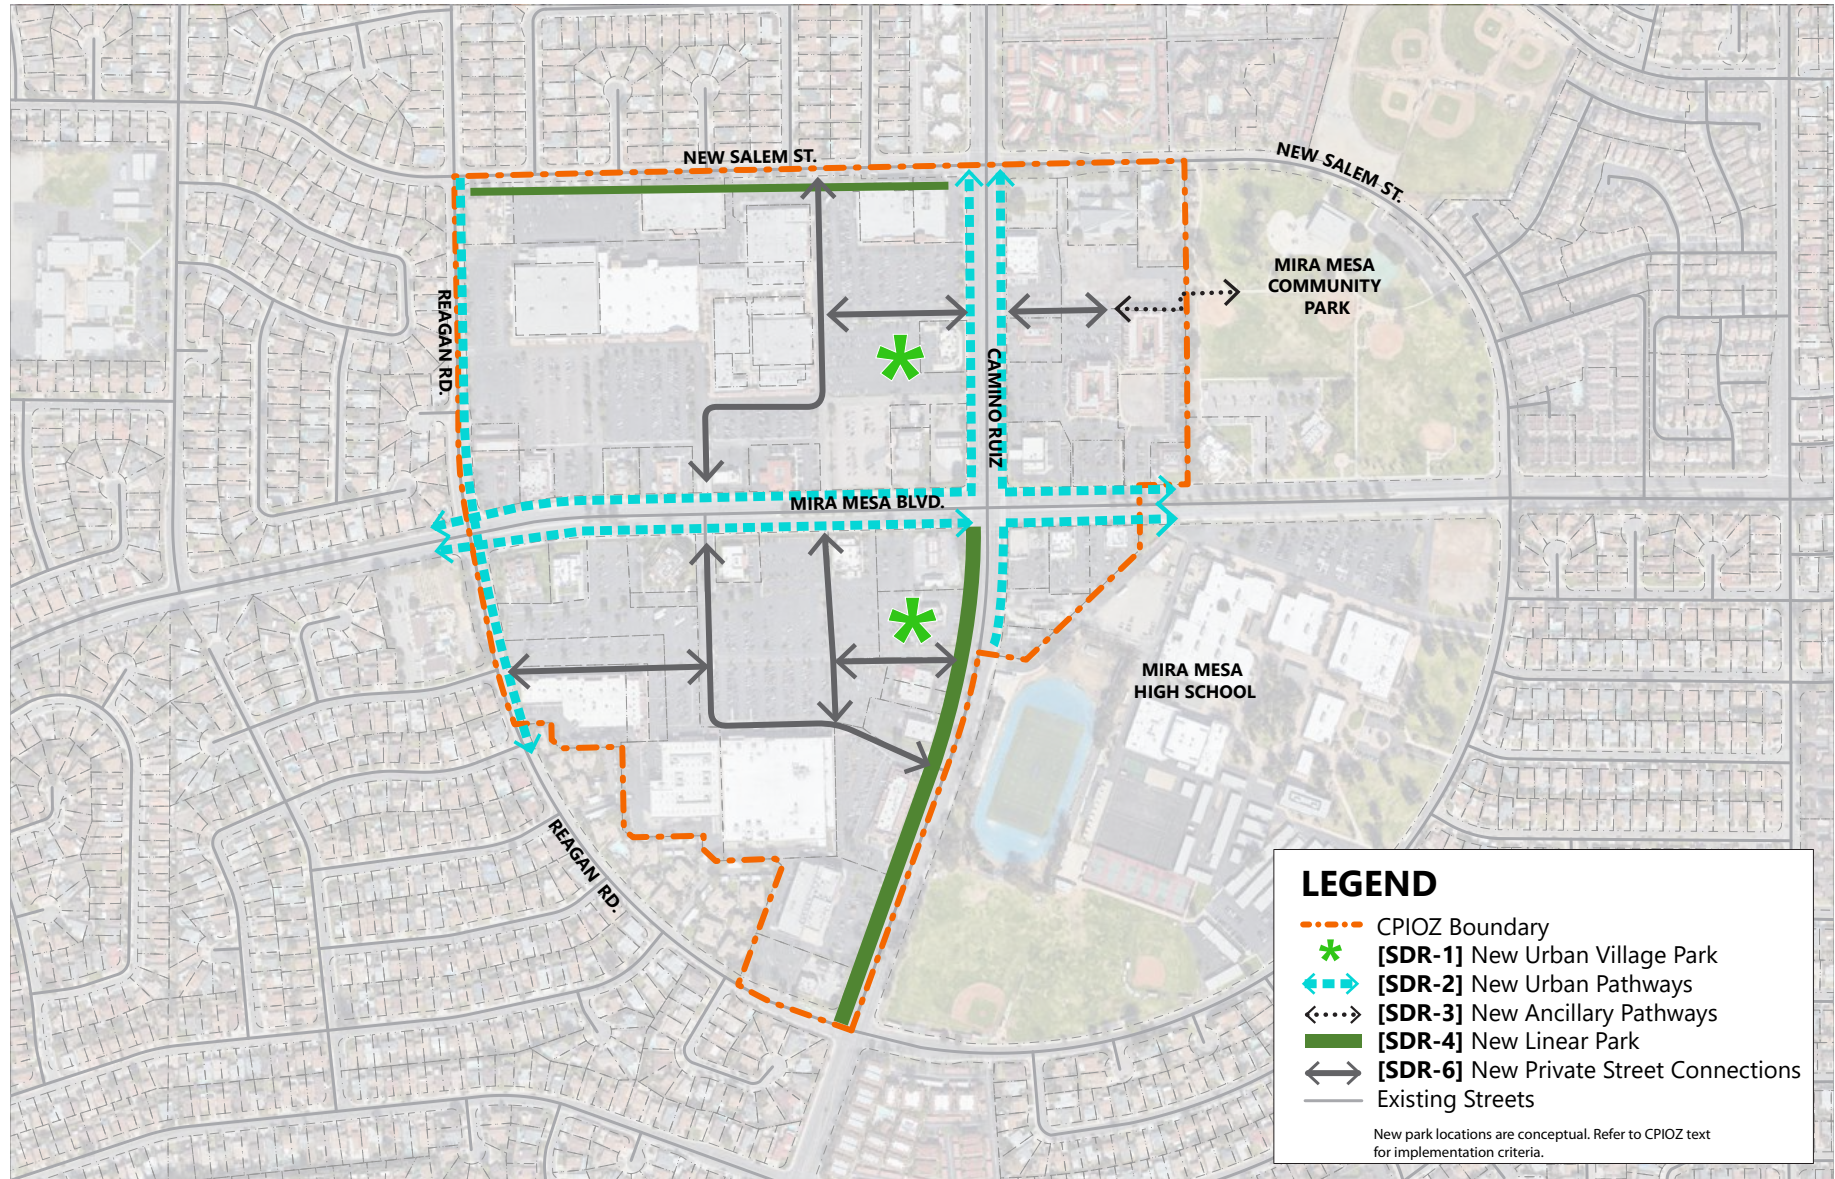 NEW SALEM ST.
NEW SALEM ST.
MIRA MESA
COMMUNITY
PARK
REAGAN RD.
CAMINO RUIZ
MIRA MESA BLVD.
MIRA MESA
HIGH SCHOOL
REAGAN RD.
LEGEND
CPIOZ Boundary
[SDR-1] New Urban Village Park
[SDR-2] New Urban Pathways
[SDR-3] New Ancillary Pathways
[SDR-4] New Linear Park
[SDR-6] New Private Street Connections
Existing Streets
New park locations are conceptual. Refer to CPIOZ text
for implementation criteria.